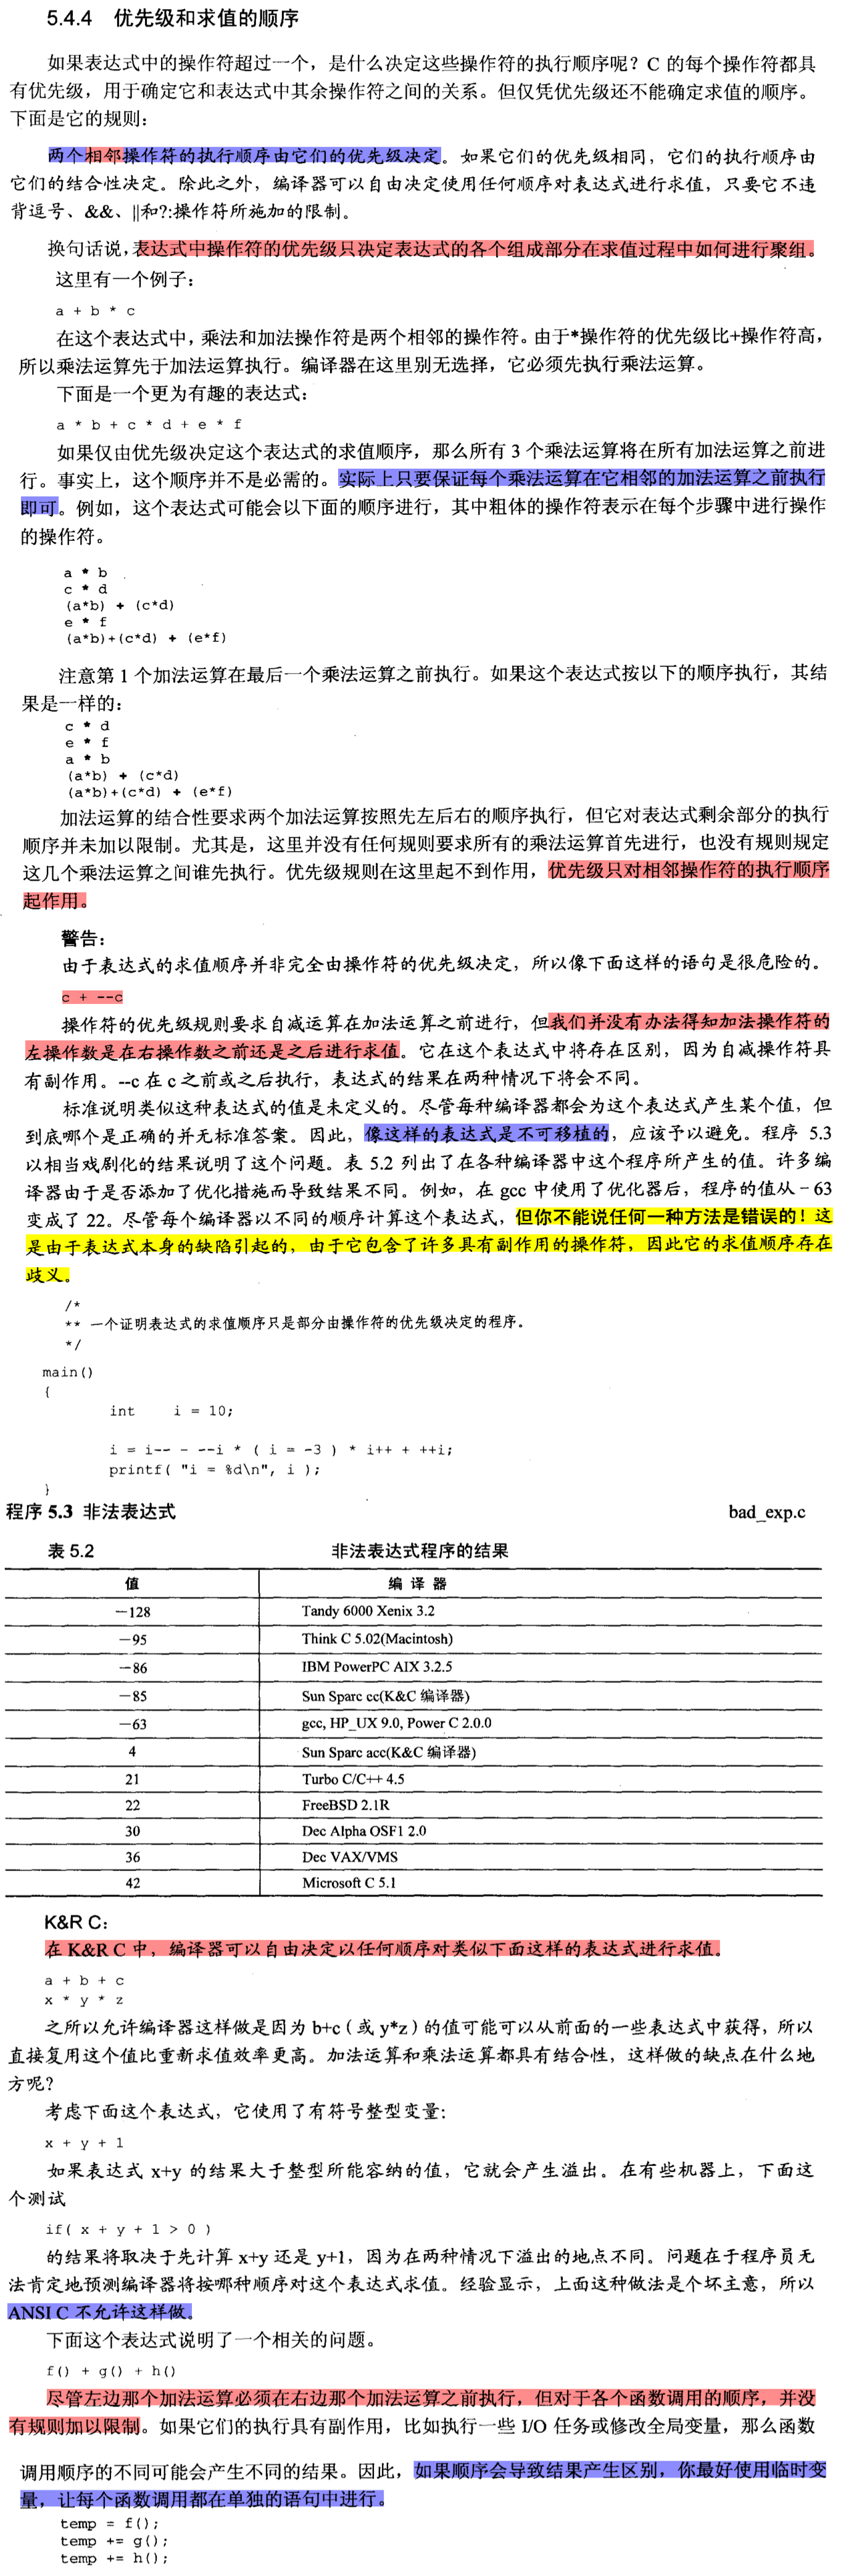 5.4.4 优先级和求值的顺序
如果表达式中的操作符超过一个，是什么决定这些操作符的执行顺序呢？C 的每个操作符都具
有优先级，用于确定它和表达式中其余操作符之间的关系。但仅凭优先级还不能确定求值的顺序。
下面是它的规则：
两个相邻操作符的执行顺序由它们的优先级决定。如果它们的优先级相同，它们的执行顺序由
它们的结合性决定。除此之外，编译器可以自由决定使用任何顺序对表达式进行求值，只要它不违
背逗号、&&、||和?:操作符所施加的限制。
换句话说，表达式中操作符的优先级只决定表达式的各个组成部分在求值过程中如何进行聚组。
这里有一个例子：
a + b * c
在这个表达式中，乘法和加法操作符是两个相邻的操作符。由于*操作符的优先级比+操作符高，
所以乘法运算先于加法运算执行。编译器在这里别无选择，它必须先执行乘法运算。
下面是一个更为有趣的表达式：
a * b + c * d + e * f
如果仅由优先级决定这个表达式的求值顺序，那么所有 3 个乘法运算将在所有加法运算之前进
行。事实上，这个顺序并不是必需的。实际上只要保证每个乘法运算在它相邻的加法运算之前执行
即可。例如，这个表达式可能会以下面的顺序进行，其中粗体的操作符表示在每个步骤中进行操作
的操作符。
a * b
c * d
(a*b) + (c*d)
e * f
(a*b)+(c*d) + (e*f)
注意第 1 个加法运算在最后一个乘法运算之前执行。如果这个表达式按以下的顺序执行，其结
果是一样的：
c * d
e * f
a * b
(a*b) + (c*d)
(a*b)+(c*d) + (e*f)
加法运算的结合性要求两个加法运算按照先左后右的顺序执行，但它对表达式剩余部分的执行
顺序并未加以限制。尤其是，这里并没有任何规则要求所有的乘法运算首先进行，也没有规则规定
这几个乘法运算之间谁先执行。优先级规则在这里起不到作用，优先级只对相邻操作符的执行顺序
起作用。
警告：
由于表达式的求值顺序并非完全由操作符的优先级决定，所以像下面这样的语句是很危险的。
c + --c
操作符的优先级规则要求自减运算在加法运算之前进行，但我们并没有办法得知加法操作符的
左操作数是在右操作数之前还是之后进行求值。它在这个表达式中将存在区别，因为自减操作符具
有副作用。--c 在 c 之前或之后执行，表达式的结果在两种情况下将会不同。
标准说明类似这种表达式的值是未定义的。尽管每种编译器都会为这个表达式产生某个值，但
到底哪个是正确的并无标准答案。因此，像这样的表达式是不可移植的，应该予以避免。程序 5.3
以相当戏剧化的结果说明了这个问题。表 5.2 列出了在各种编译器中这个程序所产生的值。许多编
译器由于是否添加了优化措施而导致结果不同。例如，在 gcc 中使用了优化器后，程序的值从－63
变成了 22。尽管每个编译器以不同的顺序计算这个表达式，但你不能说任何一种方法是错误的！这
是由于表达式本身的缺陷引起的，由于它包含了许多具有副作用的操作符，因此它的求值顺序存在
歧义。
/*
** 一个证明表达式的求值顺序只是部分由操作符的优先级决定的程序。
*/
main()
{
int i = 10;
i = i-- - --i * ( i = -3 ) * i++ + ++i;
printf( "i = %d\n", i );
}
程序 5.3 非法表达式 bad_exp.c
表 5.2 非法表达式程序的结果
值 编 译 器
－128 Tandy 6000 Xenix 3.2
－95 Think C 5.02(Macintosh)
－86 IBM PowerPC AIX 3.2.5
－85 Sun Sparc cc(K&C 编译器)
－63 gcc, HP_UX 9.0, Power C 2.0.0
4 Sun Sparc acc(K&C 编译器)
21 Turbo C/C++ 4.5
22 FreeBSD 2.1R
30 Dec Alpha OSF1 2.0
36 Dec VAX/VMS
42 Microsoft C 5.1
K&R C：
在 K&R C 中，编译器可以自由决定以任何顺序对类似下面这样的表达式进行求值。
a + b + c
x * y * z
之所以允许编译器这样做是因为 b+c（或 y*z）的值可能可以从前面的一些表达式中获得，所以
直接复用这个值比重新求值效率更高。加法运算和乘法运算都具有结合性，这样做的缺点在什么地
方呢？
考虑下面这个表达式，它使用了有符号整型变量：
x + y + 1
如果表达式 x+y 的结果大于整型所能容纳的值，它就会产生溢出。在有些机器上，下面这
个测试
if( x + y + 1 > 0 )
的结果将取决于先计算 x+y 还是 y+1，因为在两种情况下溢出的地点不同。问题在于程序员无
法肯定地预测编译器将按哪种顺序对这个表达式求值。经验显示，上面这种做法是个坏主意，所以
ANSI C 不允许这样做。
下面这个表达式说明了一个相关的问题。
f() + g() + h()
尽管左边那个加法运算必须在右边那个加法运算之前执行，但对于各个函数调用的顺序，并没
有规则加以限制。如果它们的执行具有副作用，比如执行一些 I/O 任务或修改全局变量，那么函数
调用顺序的不同可能会产生不同的结果。因此，如果顺序会导致结果产生区别，你最好使用临时变
量，让每个函数调用都在单独的语句中进行。
temp = f();
temp += g();
temp += h();